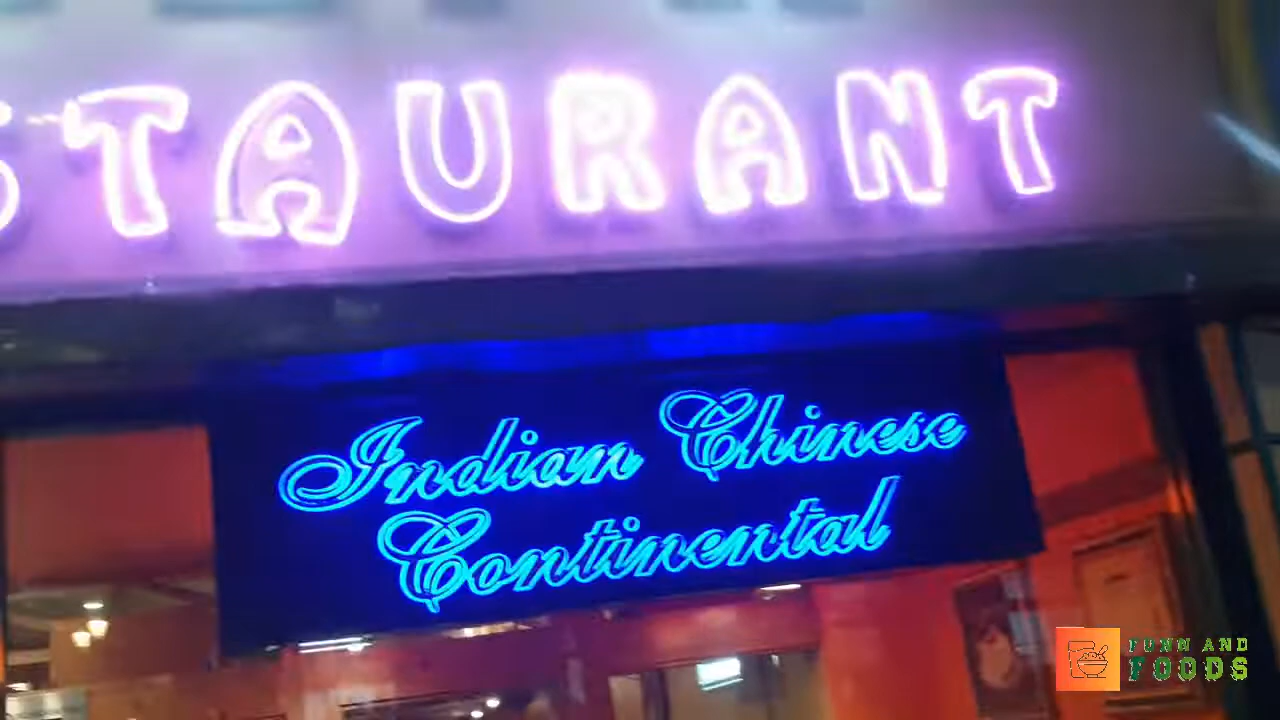 STAURANT
Indian Chinese
Continental
FUNN AND
FOODS